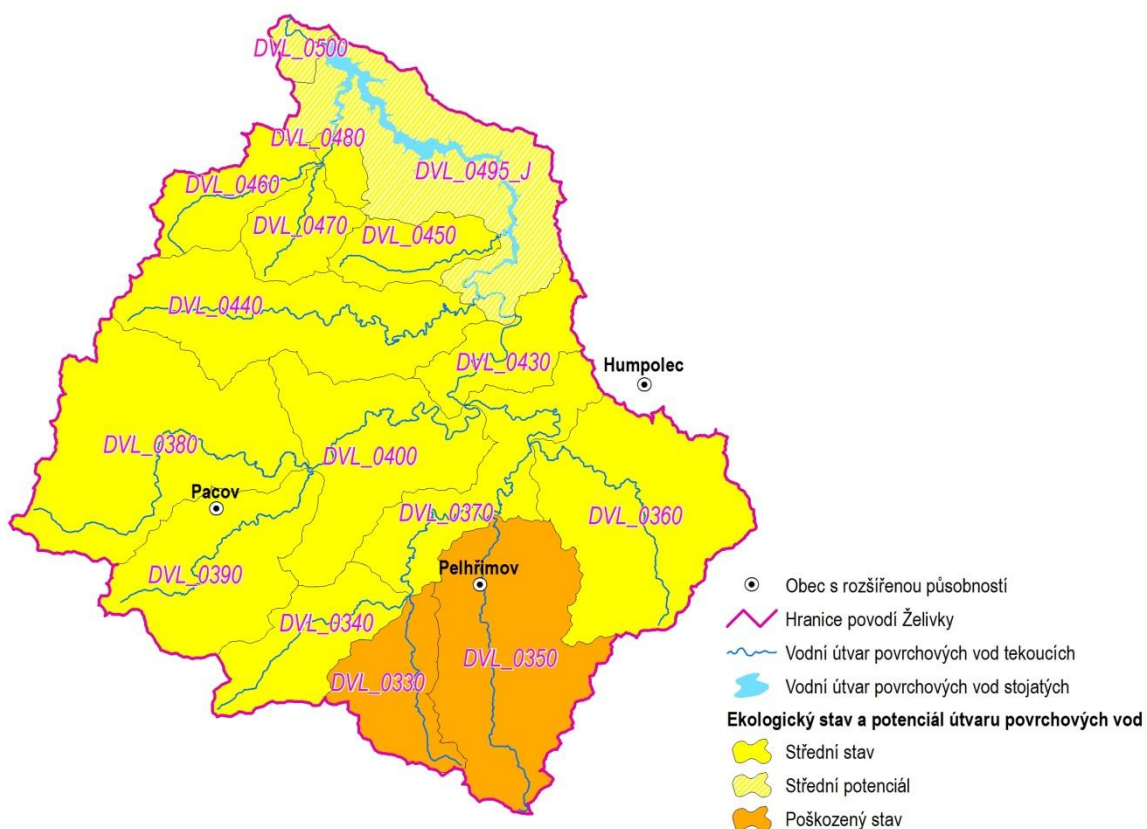 DVL_0500
DVL_0480
DVL_0495_J
DVL_0460
DVL_0470
DVL_0450
DVL_0440
DVL_0430
Humpolec
DVL_0380
DVL_0400
Pacov
DVL_0370
DVL_0360
Pelhřimov
DVL_0390
DVL_0340
DVL_0350
DVL_0330
Obec s rozšířenou působností
Hranice povodí Želivky
Vodní útvar povrchových vod tekoucích
Vodní útvar povrchových vod stojatých
Ekologický stav a potenciál útvaru povrchových vod
Střední stav
Střední potenciál
Poškozený stav